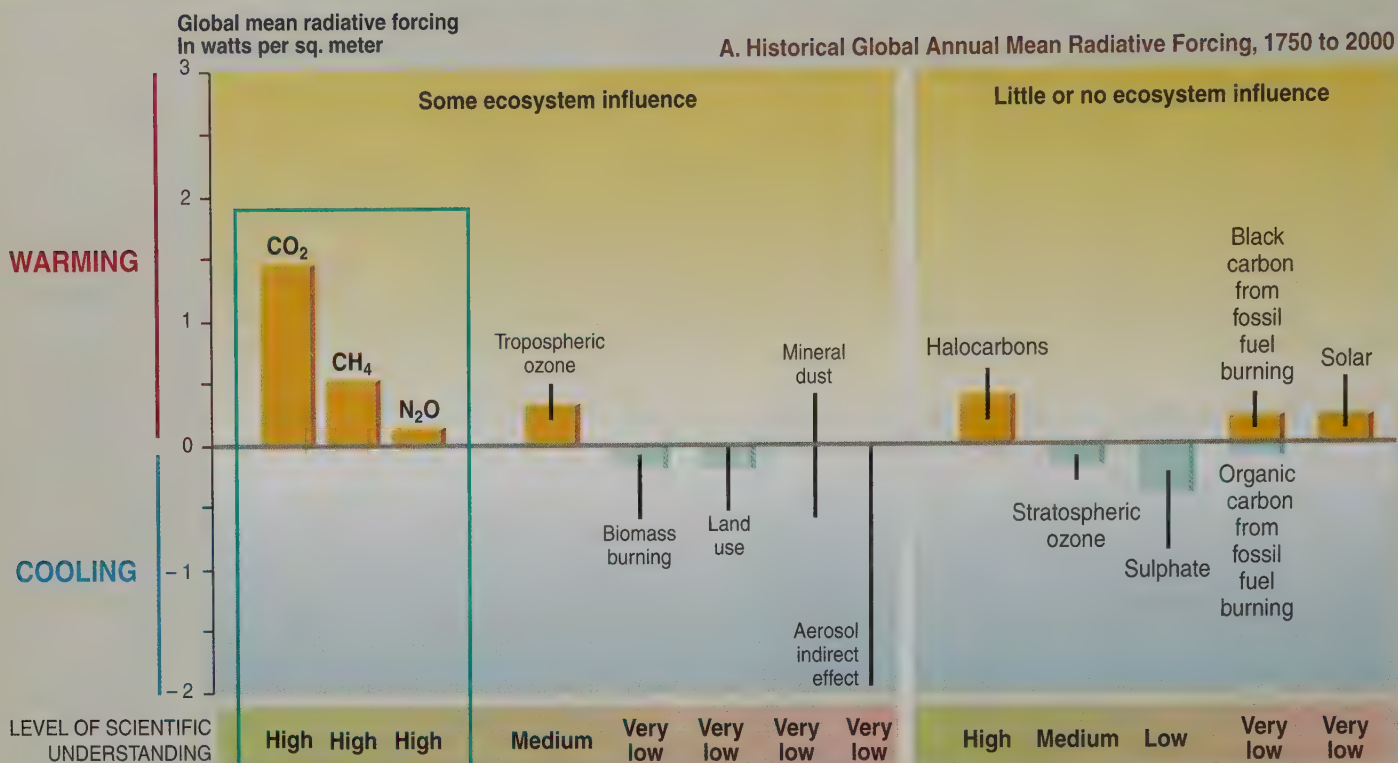 Global mean radiative forcing
In watts per sq. meter
A. Historical Global Annual Mean Radiative Forcing, 1750 to 2000
3
2
1
0
-1
-2
WARMING
COOLING
Some ecosystem influence
Little or no ecosystem influence
CO2
CH4
N2O
Tropospheric
ozone
Biomass
burning
Land
use
Mineral
dust
Aerosol
indirect
effect
Halocarbons
Stratospheric
ozone
Sulphate
Black
carbon
from
fossil
fuel
burning
Organic
carbon
from
fossil
fuel
burning
Solar
LEVEL OF SCIENTIFIC
UNDERSTANDING
High High High Medium Very low Very low Very low Very low High Medium Low Very low Very low